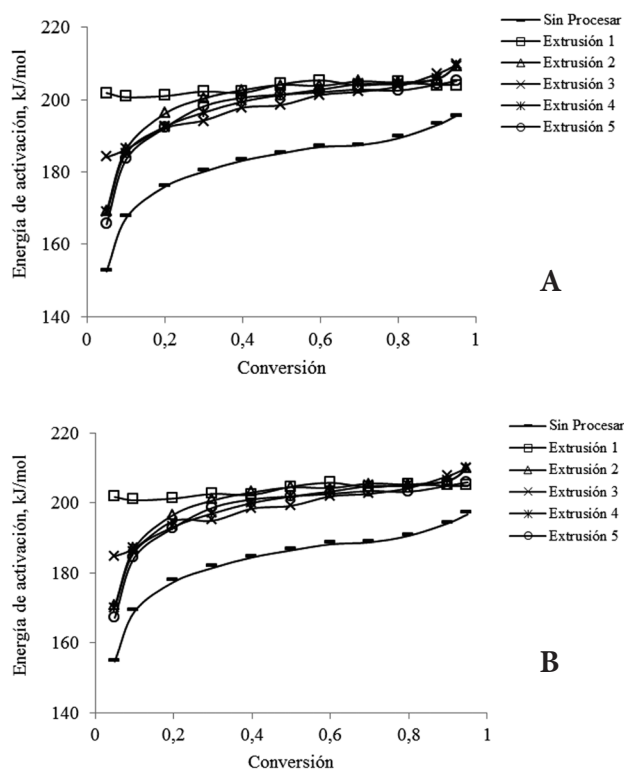 Energía de activación, kJ/mol
220
200
180
160
140
0
0,2
0,4
0,6
0,8
1
Conversión
Sin Procesar
Extrusión 1
Extrusión 2
Extrusión 3
Extrusión 4
Extrusión 5
A
Energía de activación, kJ/mol
220
200
180
160
140
0
0,2
0,4
0,6
0,8
1
Conversión
Sin Procesar
Extrusión 1
Extrusión 2
Extrusión 3
Extrusión 4
Extrusión 5
B